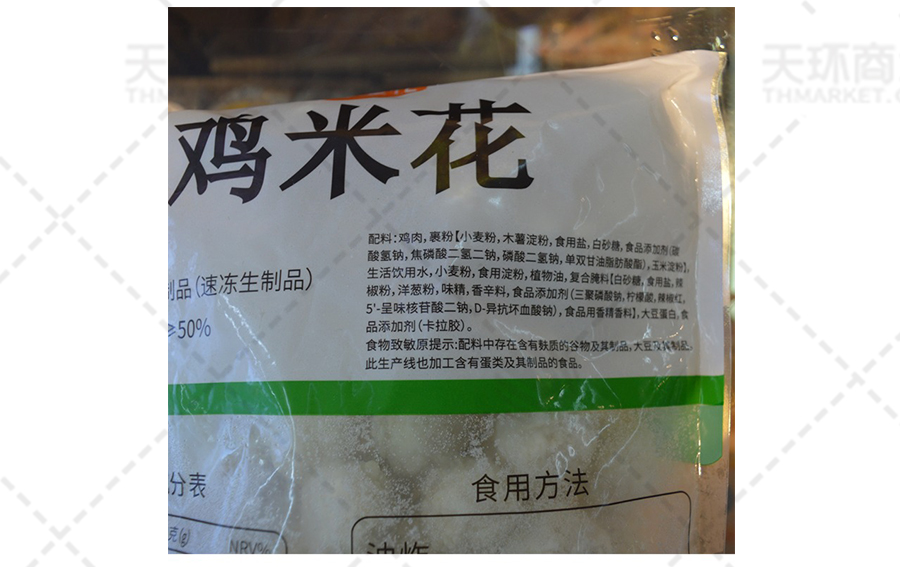 天环商
THMARKET.C
鸡米花
制品（速冻生制品）
≥50%
配料：鸡肉，裹粉【小麦粉，木薯淀粉，食用盐，白砂糖，食品添加剂（碳
酸氢钠，焦磷酸二氢二钠，磷酸二氢钠，单双甘油脂肪酸酯），玉米淀粉】，
生活饮用水，小麦粉，食用淀粉，植物油，复合腌料【白砂糖，食用盐，辣
椒粉，洋葱粉，味精，香辛料，食品添加剂（三聚磷酸钠，柠檬酸，辣椒红，
5'-呈味核苷酸二钠，D-异抗坏血酸钠），食品用香精香料】，大豆蛋白，食
品添加剂（卡拉胶）。
食物致敏原提示：配料中存在含有麸质的谷物及其制品，大豆及其制品，
此生产线也加工含有蛋类及其制品的食品。
分表
食用方法
克(g)
NRV%
油炸